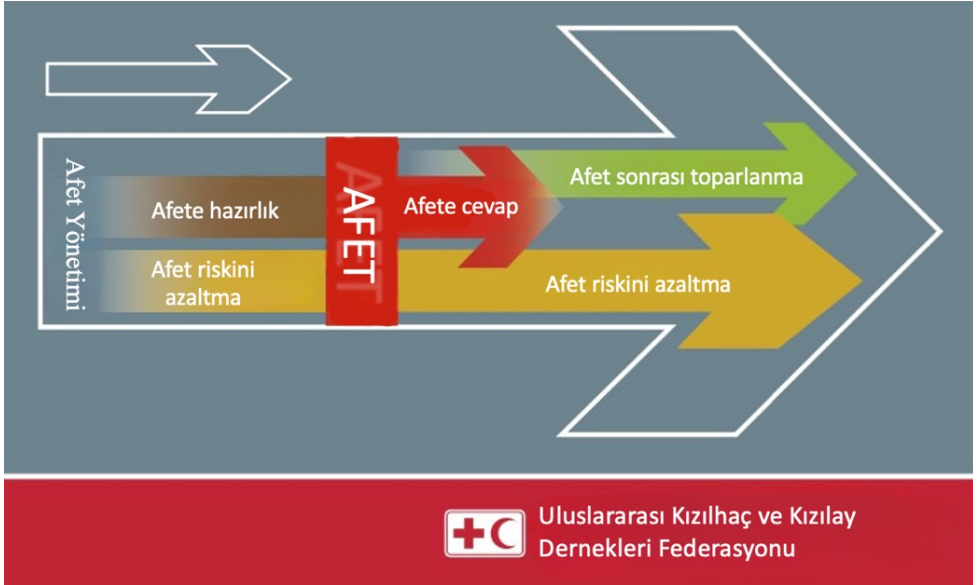 Afet Yönetimi
Afete hazırlık
Afet riskini
azaltma
AFET
Afete cevap
Afet sonrası toparlanma
Afet riskini azaltma
Uluslararası Kızılhaç ve Kızılay
Dernekleri Federasyonu